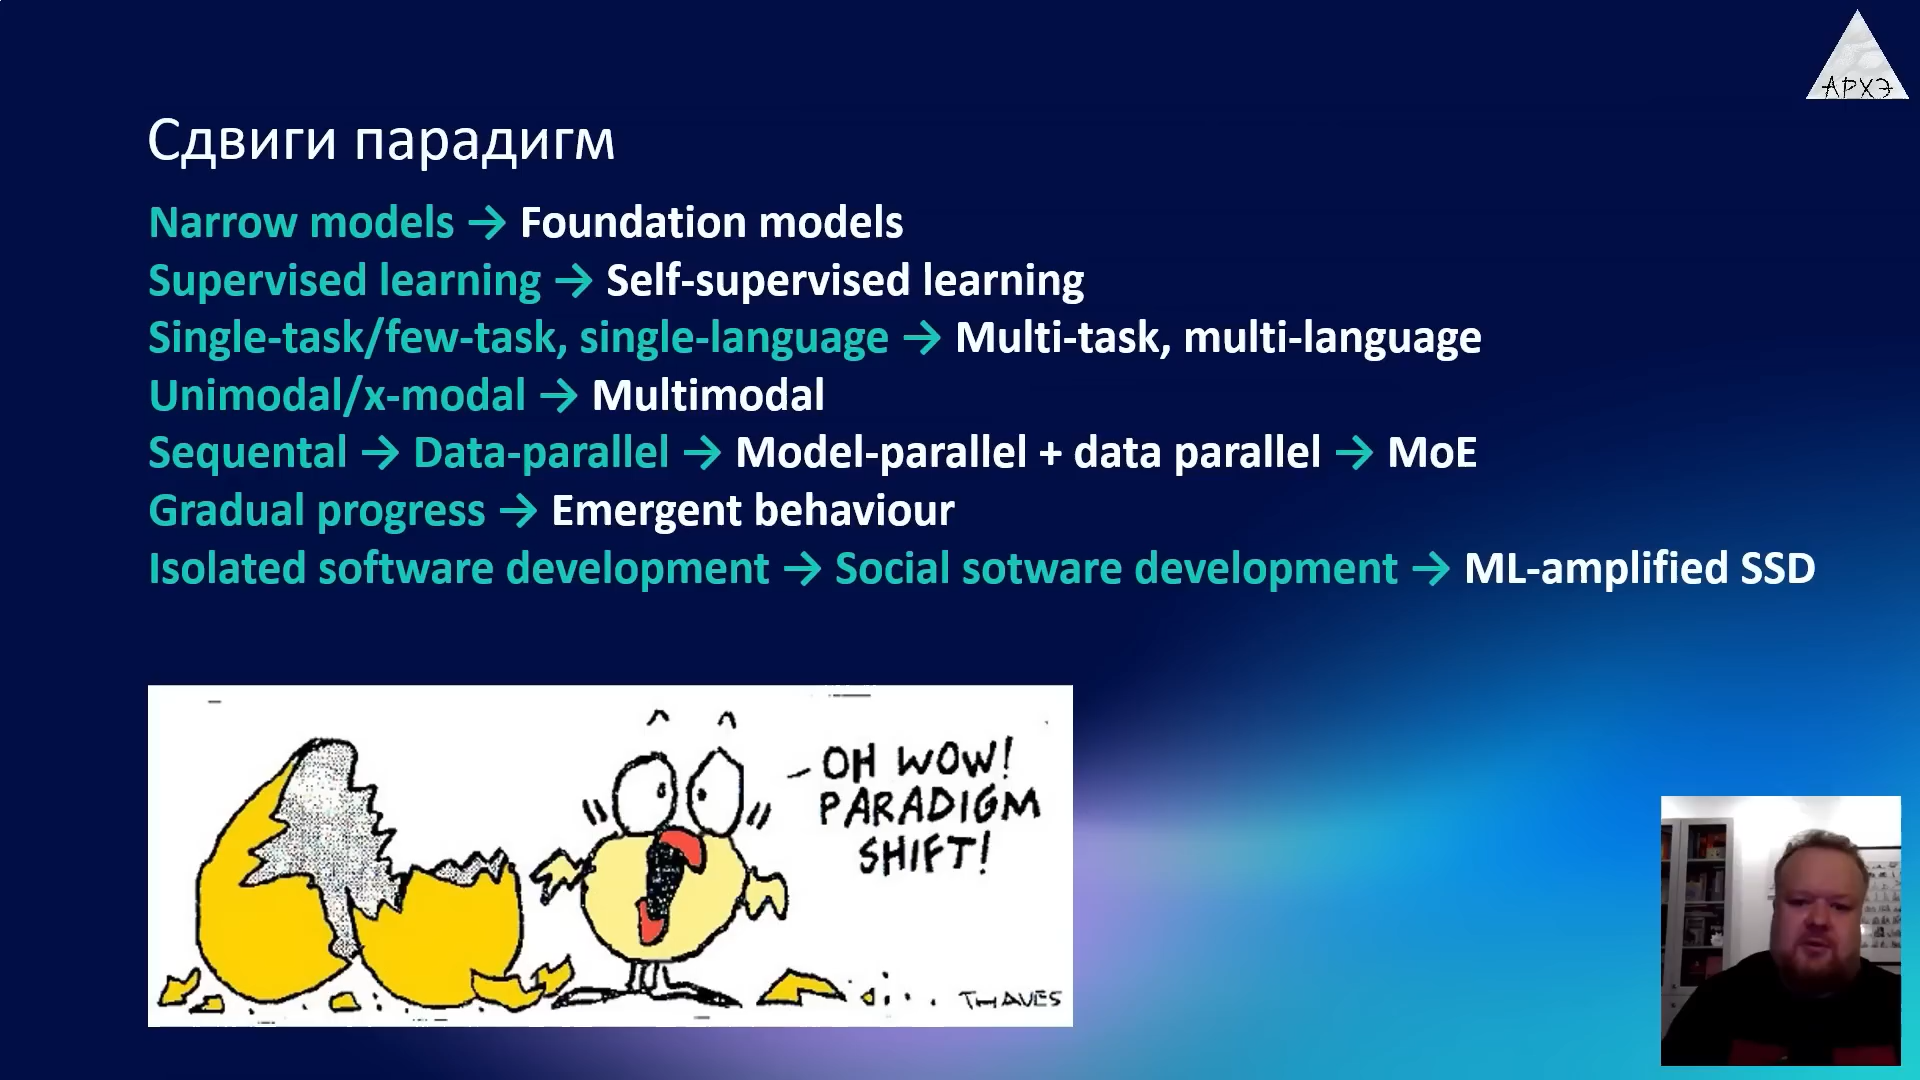 АРХЭ
Сдвиги парадигм
Narrow models → Foundation models
Supervised learning → Self-supervised learning
Single-task/few-task, single-language → Multi-task, multi-language
Unimodal/x-modal → Multimodal
Sequental → Data-parallel → Model-parallel + data parallel → MoE
Gradual progress → Emergent behaviour
Isolated software development → Social sotware development → ML-amplified SSD
OH WOW!
PARADIGM
SHIFT!
THAVES